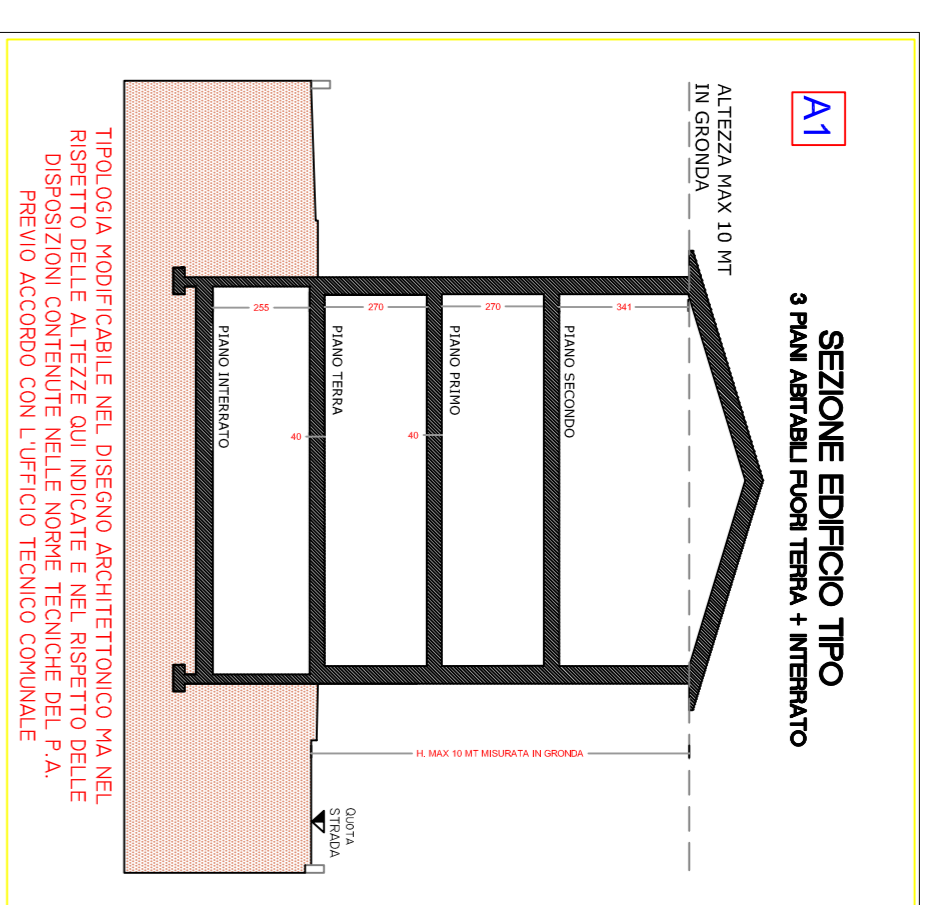 A1
SEZIONE EDIFICIO TIPO
3 PIANI ABITABILI FUORI TERRA + INTERRATO
ALTEZZA MAX 10 MT
IN GRONDA
341
PIANO SECONDO
270
PIANO PRIMO
40
270
PIANO TERRA
40
255
PIANO INTERRATO
H. MAX 10 MT MISURATA IN GRONDA
QUOTA
STRADA
TIPOLOGIA MODIFICABILE NEL DISEGNO ARCHITETTONICO MA NEL
RISPETTO DELLE ALTEZZE QUI INDICATE E NEL RISPETTO DELLE
DISPOSIZIONI CONTENUTE NELLE NORME TECNICHE DEL P.A.
PREVIO ACCORDO CON L'UFFICIO TECNICO COMUNALE